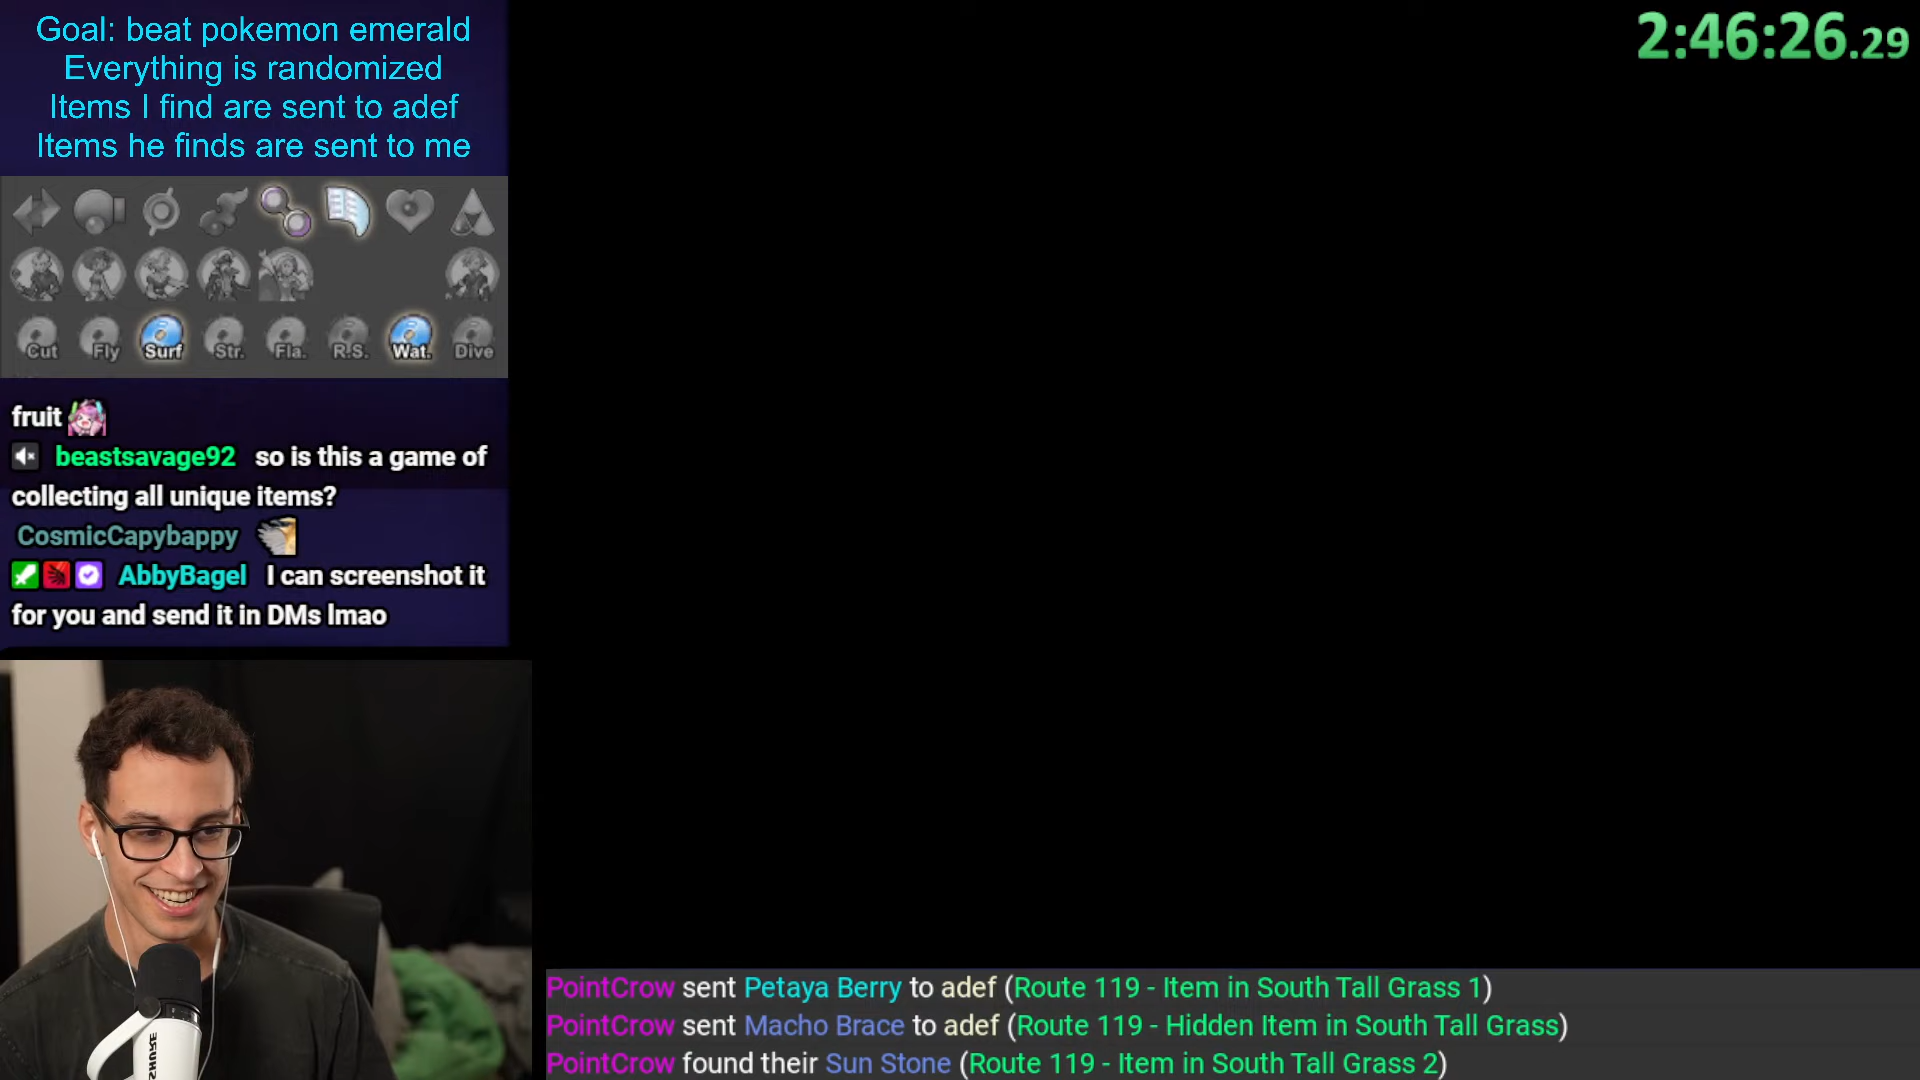 Goal: beat pokemon emerald
Everything is randomized
Items I find are sent to adef
Items he finds are sent to me
2:46:26.29
Cut Fly Surf Str. Fla. R.S. Wat. Dive
fruit
beastsavage92 so is this a game of
collecting all unique items?
CosmicCapybappy
AbbyBagel I can screenshot it
for you and send it in DMs lmao
SHURE
PointCrow sent Petaya Berry to adef (Route 119 - Item in South Tall Grass 1)
PointCrow sent Macho Brace to adef (Route 119 - Hidden Item in South Tall Grass)
PointCrow found their Sun Stone (Route 119 - Item in South Tall Grass 2)